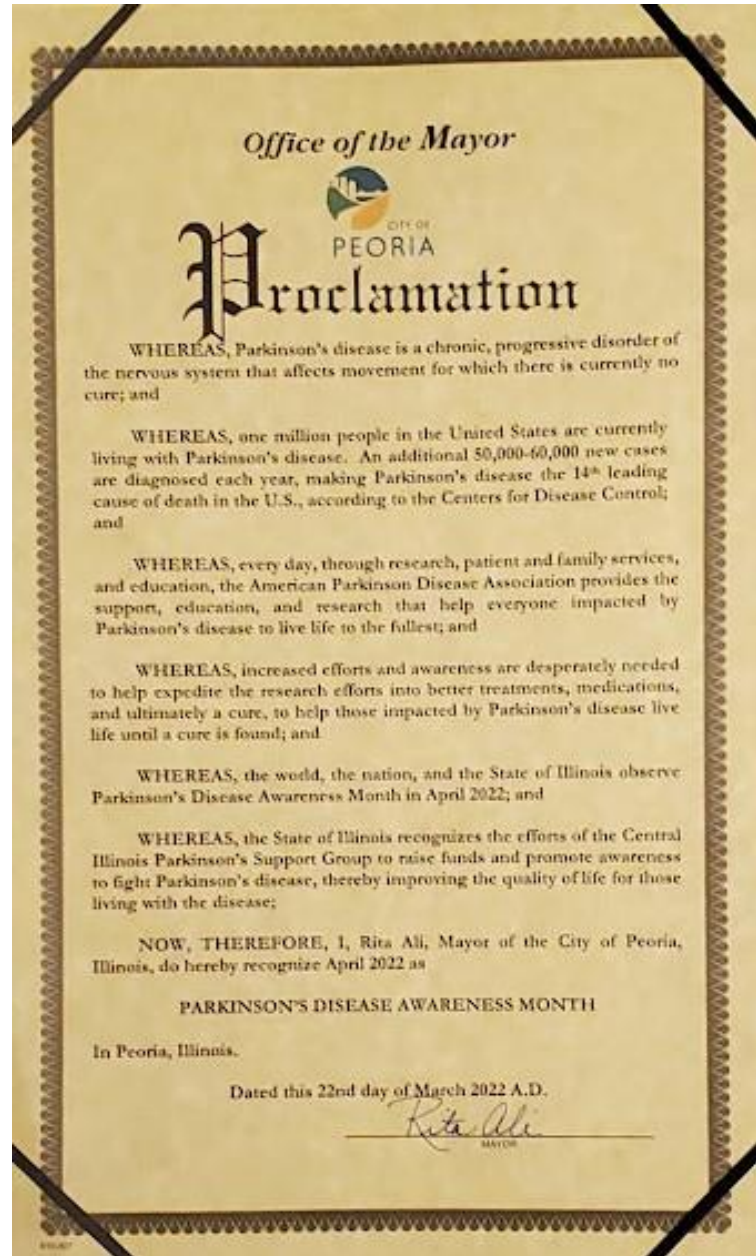 Office of the Mayor
CITY OF
PEORIA
Proclamation
WHEREAS, Parkinson's disease is a chronic, progressive disorder of
the nervous system that affects movement for which there is currently no
cure; and
WHEREAS, one million people in the United States are currently
living with Parkinson's disease. An additional 50,000-60,000 new cases
are diagnosed each year, making Parkinson's disease the 14th leading
cause of death in the U.S., according to the Centers for Disease Control;
and
WHEREAS, every day, through research, patient and family services,
and education, the American Parkinson Disease Association provides the
support, education, and research that help everyone impacted by
Parkinson's disease to live life to the fullest; and
WHEREAS, increased efforts and awareness are desperately needed
to help expedite the research efforts into better treatments, medications,
and ultimately a cure, to help those impacted by Parkinson's disease live
life until a cure is found; and
WHEREAS, the world, the nation, and the State of Illinois observe
Parkinson's Disease Awareness Month in April 2022; and
WHEREAS, the State of Illinois recognizes the efforts of the Central
Illinois Parkinson's Support Group to raise funds and promote awareness
to fight Parkinson's disease, thereby improving the quality of life for those
living with the disease;
NOW, THEREFORE, I, Rita Ali, Mayor of the City of Peoria,
Illinois, do hereby recognize April 2022 as
PARKINSON'S DISEASE AWARENESS MONTH
In Peoria, Illinois.
Dated this 22nd day of March 2022 A.D.
Rita Ali
MAYOR